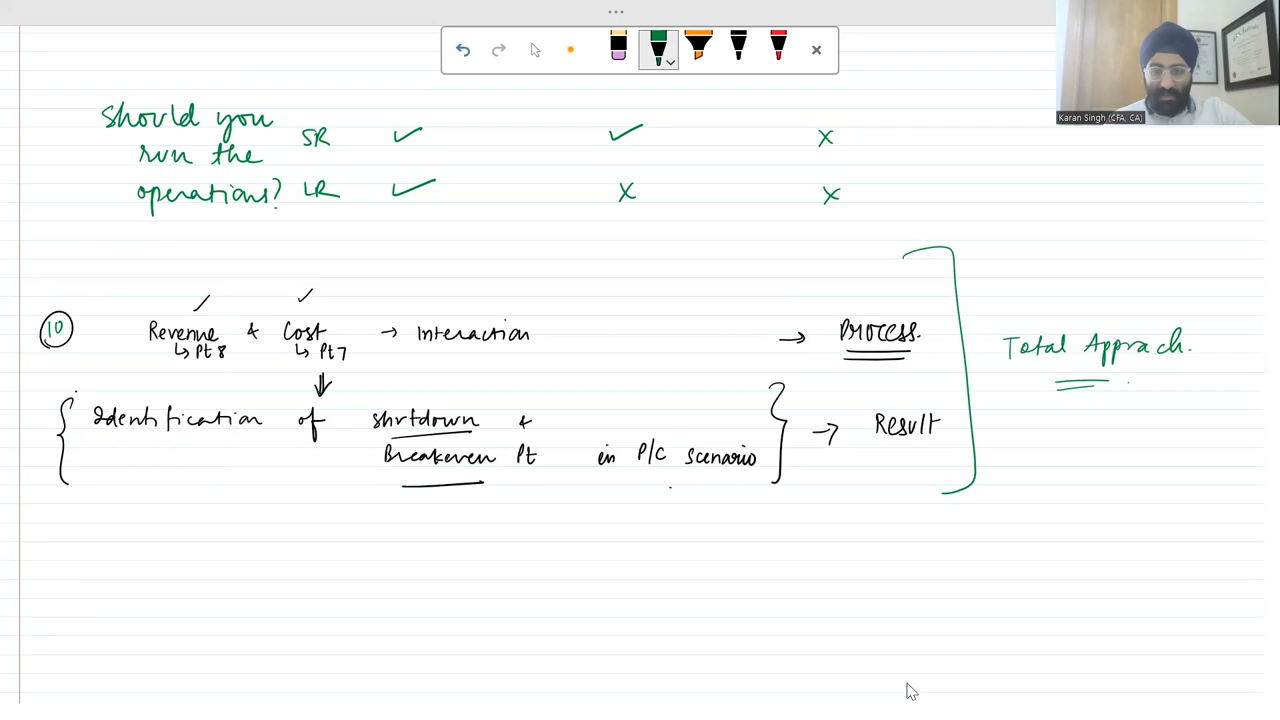 Karan Singh (CFA, CA)
Should you
run the
operations?
SR ✓ ✓ x
LR ✓ x x
10 Revenue & Cost → Interaction → PROCESS.
↳ Pt 8 ↳ Pt 7
Identification of Shutdown & Breakeven Pt in P/C scenario → Result
Total Apprach.